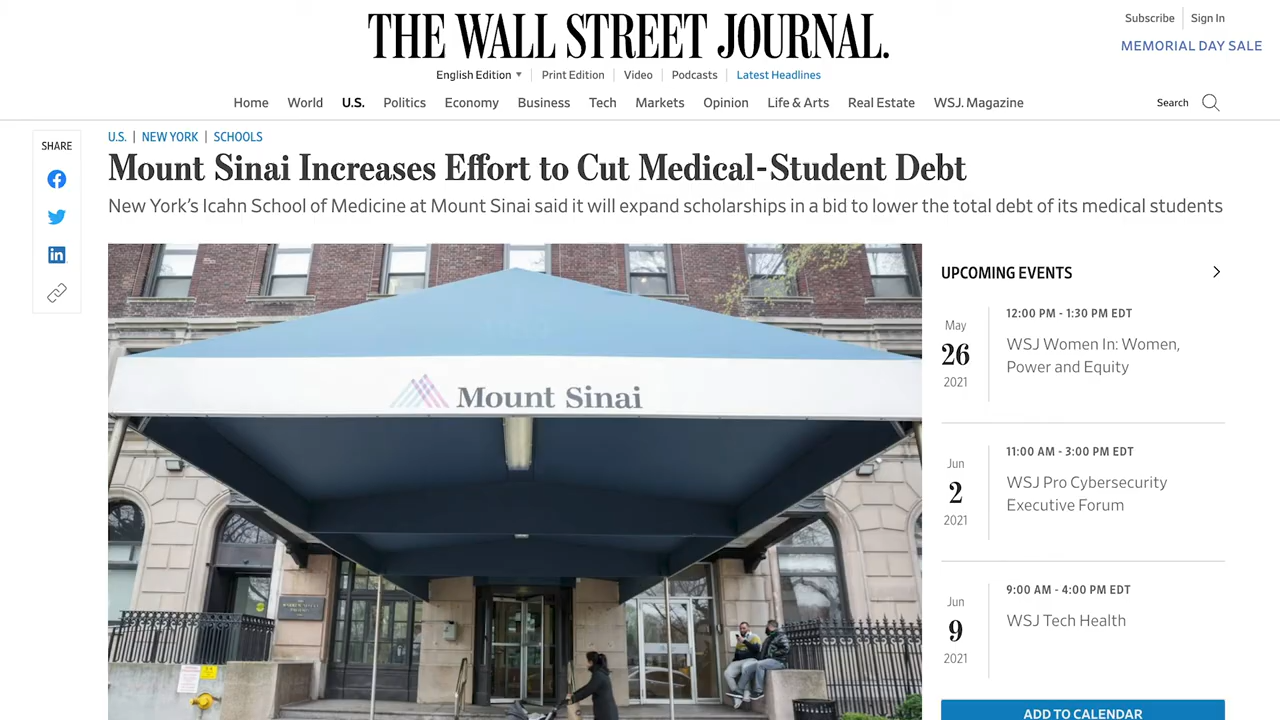 THE WALL STREET JOURNAL.
Subscribe Sign In
MEMORIAL DAY SALE
English Edition Print Edition Video Podcasts Latest Headlines
Home World U.S. Politics Economy Business Tech Markets Opinion Life & Arts Real Estate WSJ. Magazine Search
SHARE
U.S. | NEW YORK | SCHOOLS
Mount Sinai Increases Effort to Cut Medical-Student Debt
New York's Icahn School of Medicine at Mount Sinai said it will expand scholarships in a bid to lower the total debt of its medical students
Mount Sinai
UPCOMING EVENTS
May
26
2021
12:00 PM - 1:30 PM EDT
WSJ Women In: Women,
Power and Equity
Jun
2
2021
11:00 AM - 3:00 PM EDT
WSJ Pro Cybersecurity
Executive Forum
Jun
9
2021
9:00 AM - 4:00 PM EDT
WSJ Tech Health
ADD TO CALENDAR